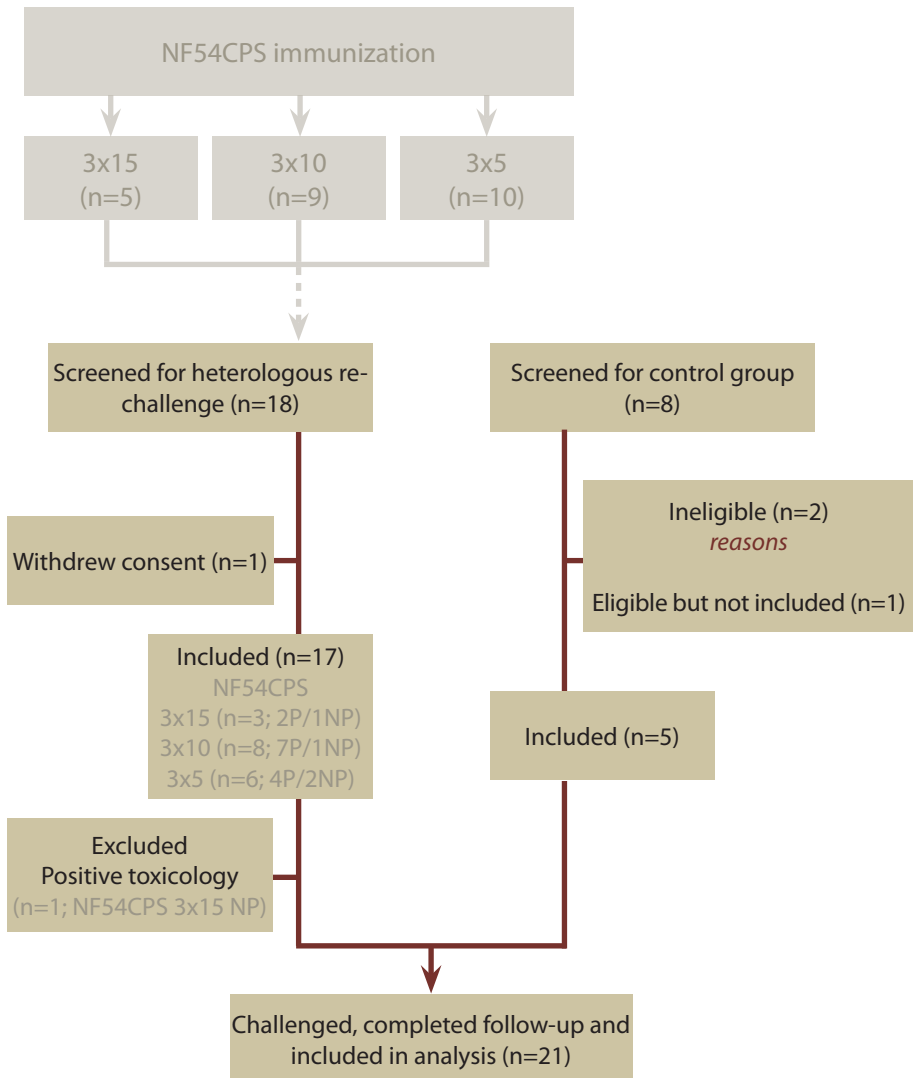 NF54CPS immunization
3x15
(n=5)
3x10
(n=9)
3x5
(n=10)
Screened for heterologous re-
challenge (n=18)
Screened for control group
(n=8)
Withdrew consent (n=1)
Ineligible (n=2)
reasons
Eligible but not included (n=1)
Included (n=17)
NF54CPS
3x15 (n=3; 2P/1NP)
3x10 (n=8; 7P/1NP)
3x5 (n=6; 4P/2NP)
Included (n=5)
Excluded
Positive toxicology
(n=1; NF54CPS 3x15 NP)
Challenged, completed follow-up and
included in analysis (n=21)